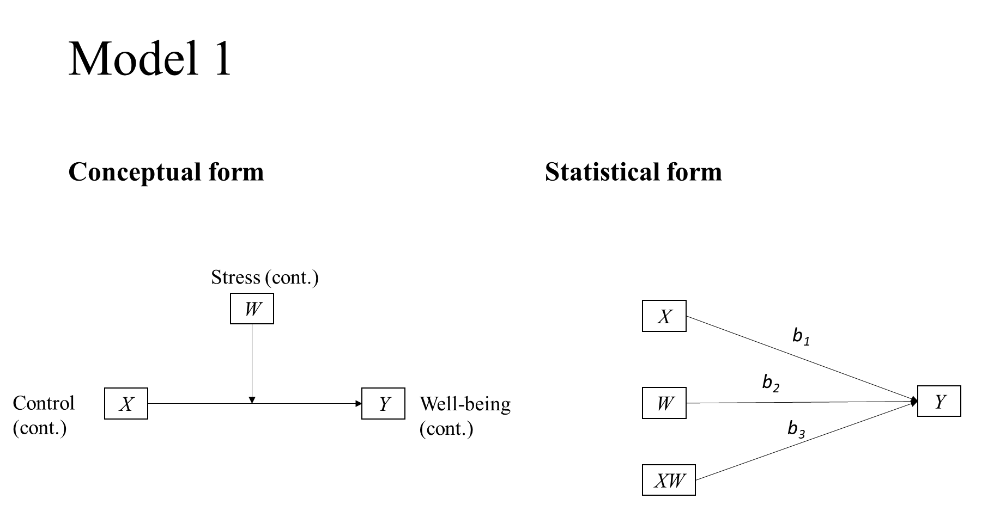 Model 1
Conceptual form
Statistical form
Stress (cont.)
W
Control
(cont.)
X
Y
Well-being
(cont.)
X
b1
W
b2
Y
b3
XW